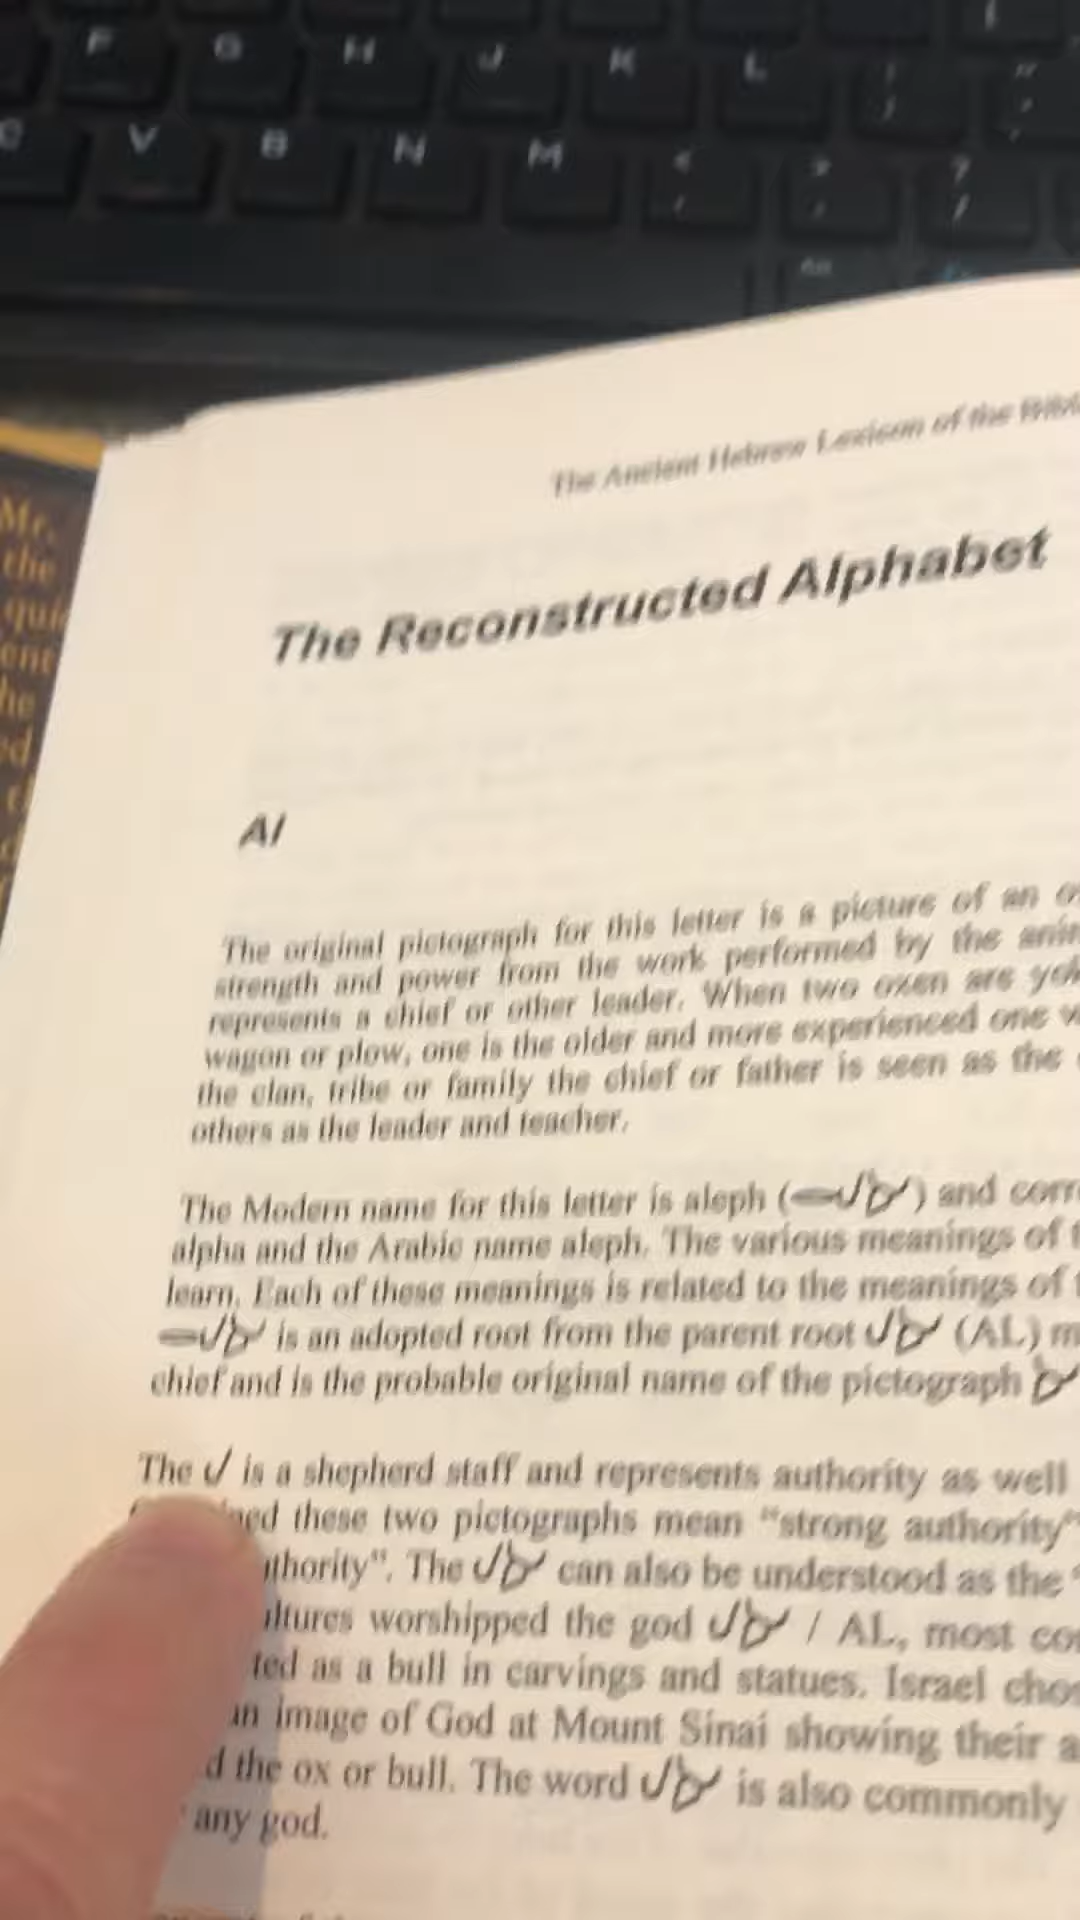 F G H J K L
C V B N M < , > . ? /
Mr.
the
ent
he
ed
The Ancient Hebrew Lexicon of the
The Reconstructed Alphabet
Al
The original pictograph for this letter is a picture of an
strength and power from the work performed by the
represents a chief or other leader. When two oxen are
wagon or plow, one is the older and more experienced one
the clan, tribe or family the chief or father is seen as the
others as the leader and teacher.
The Modern name for this letter is aleph ( ) and
alpha and the Arabic name aleph. The various meanings of
learn. Each of these meanings is related to the meanings of
is an adopted root from the parent root (AL)
chief and is the probable original name of the pictograph
The is a shepherd staff and represents authority as well
these two pictographs mean "strong authority"
uthority". The can also be understood as the
ultures worshipped the god / AL, most
ted as a bull in carvings and statues. Israel
an image of God at Mount Sinai showing their
d the ox or bull. The word is also commonly
any god.